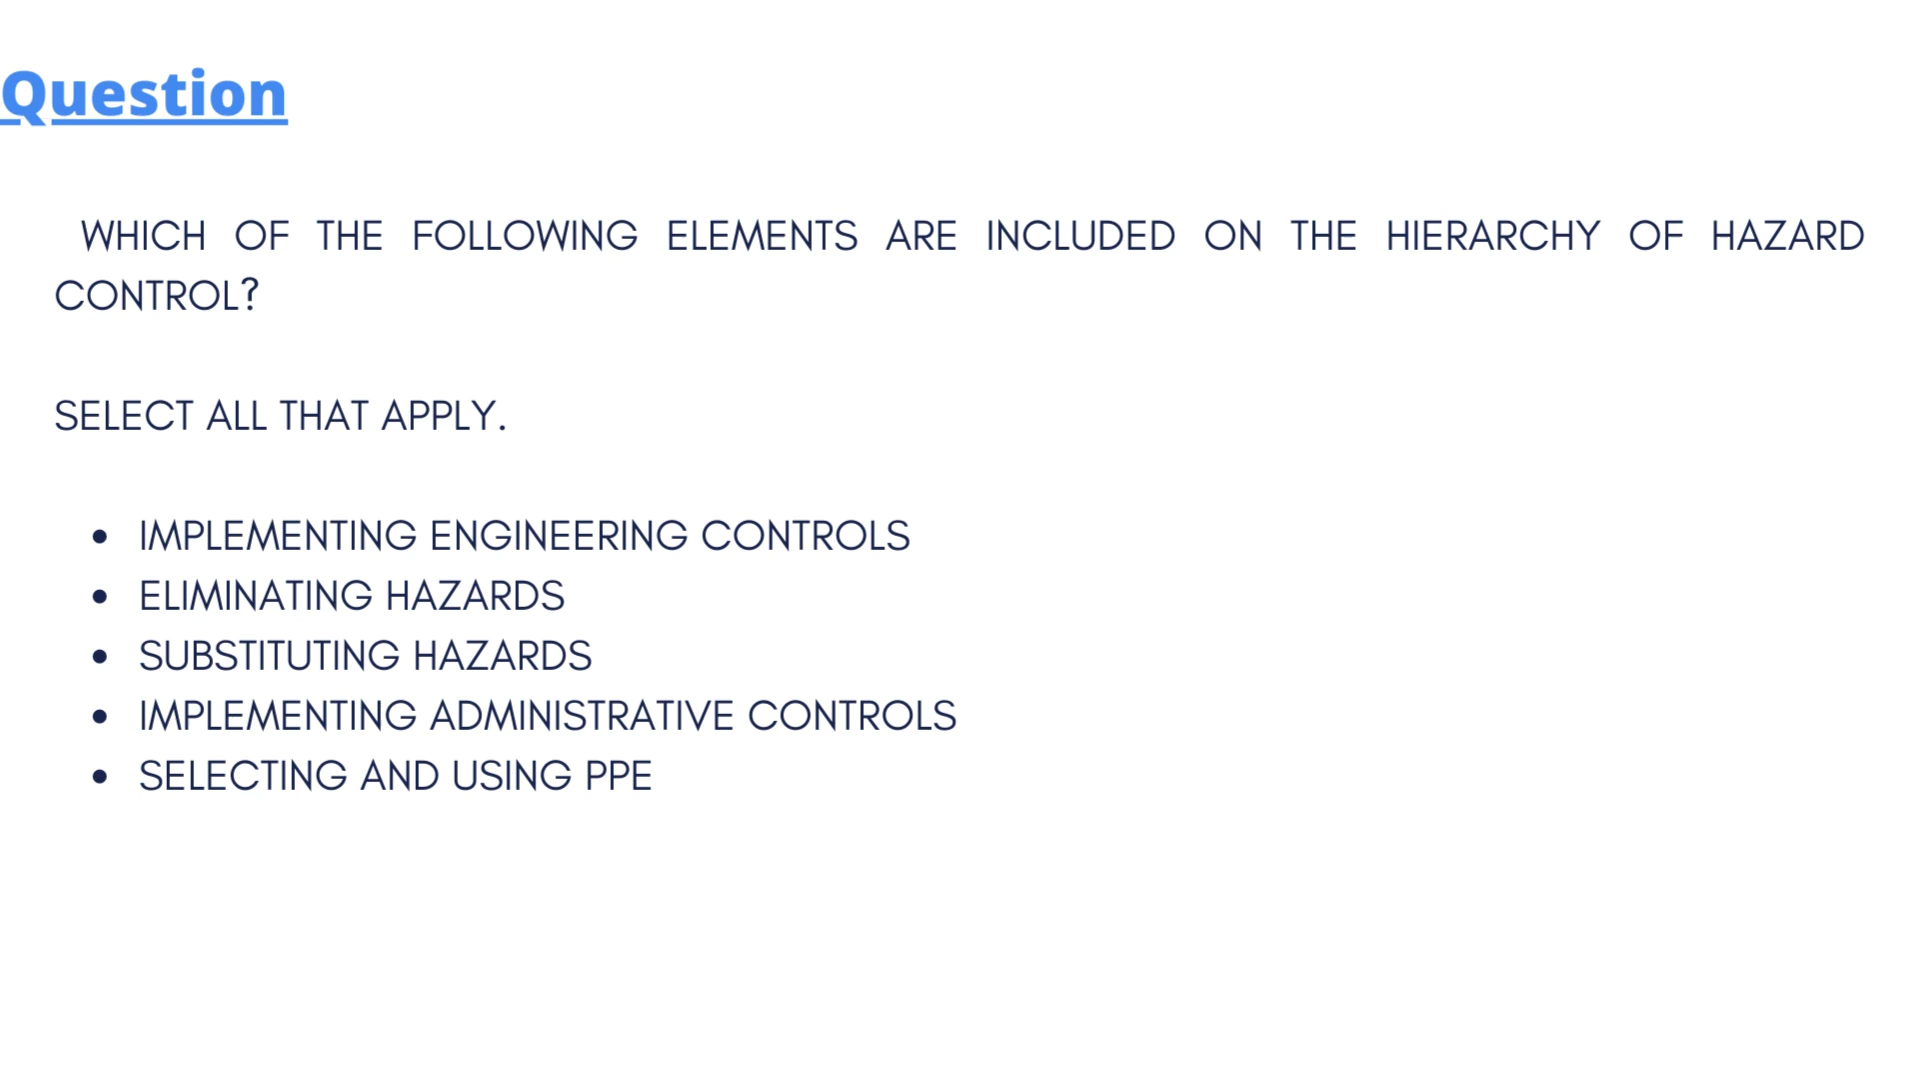 Question
WHICH OF THE FOLLOWING ELEMENTS ARE INCLUDED ON THE HIERARCHY OF HAZARD
CONTROL?
SELECT ALL THAT APPLY.
• IMPLEMENTING ENGINEERING CONTROLS
• ELIMINATING HAZARDS
• SUBSTITUTING HAZARDS
• IMPLEMENTING ADMINISTRATIVE CONTROLS
• SELECTING AND USING PPE